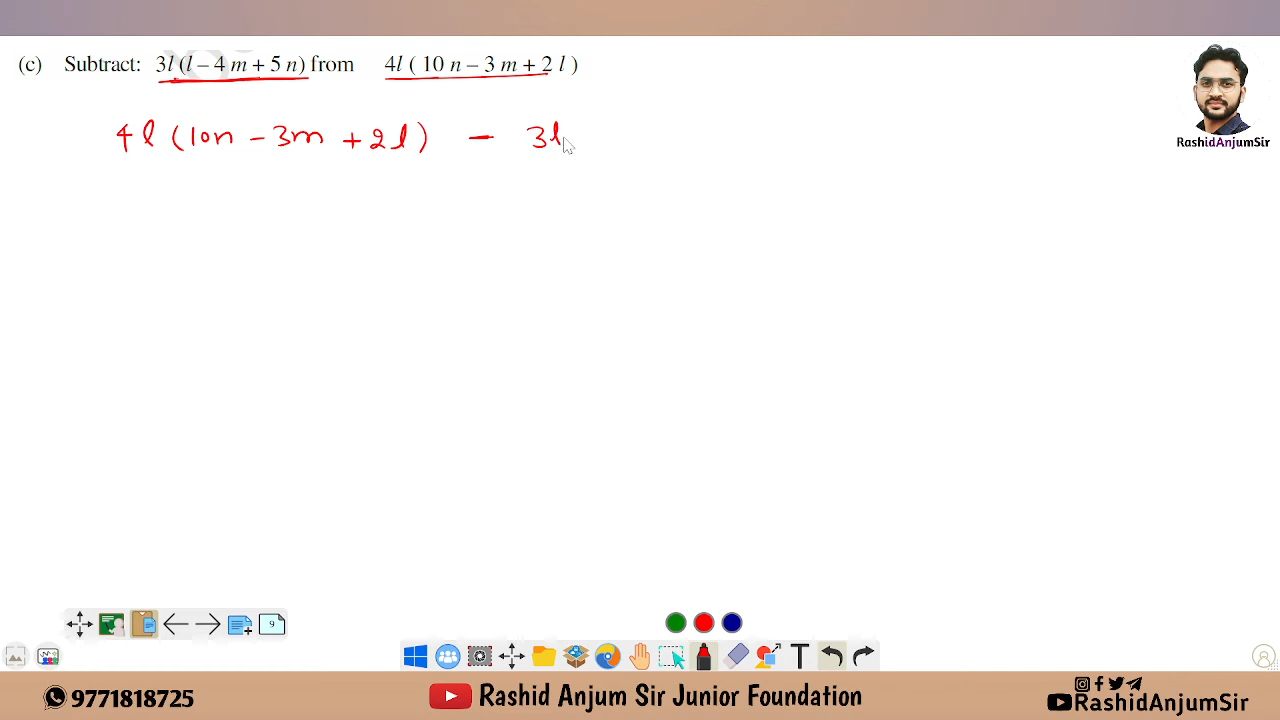 (c) Subtract: 3l (l – 4 m + 5 n) from 4l ( 10 n – 3 m + 2 l )
4l (10n - 3m + 2l) - 3l
RashidAnjumSir
9
T
9771818725
Rashid Anjum Sir Junior Foundation
RashidAnjumSir